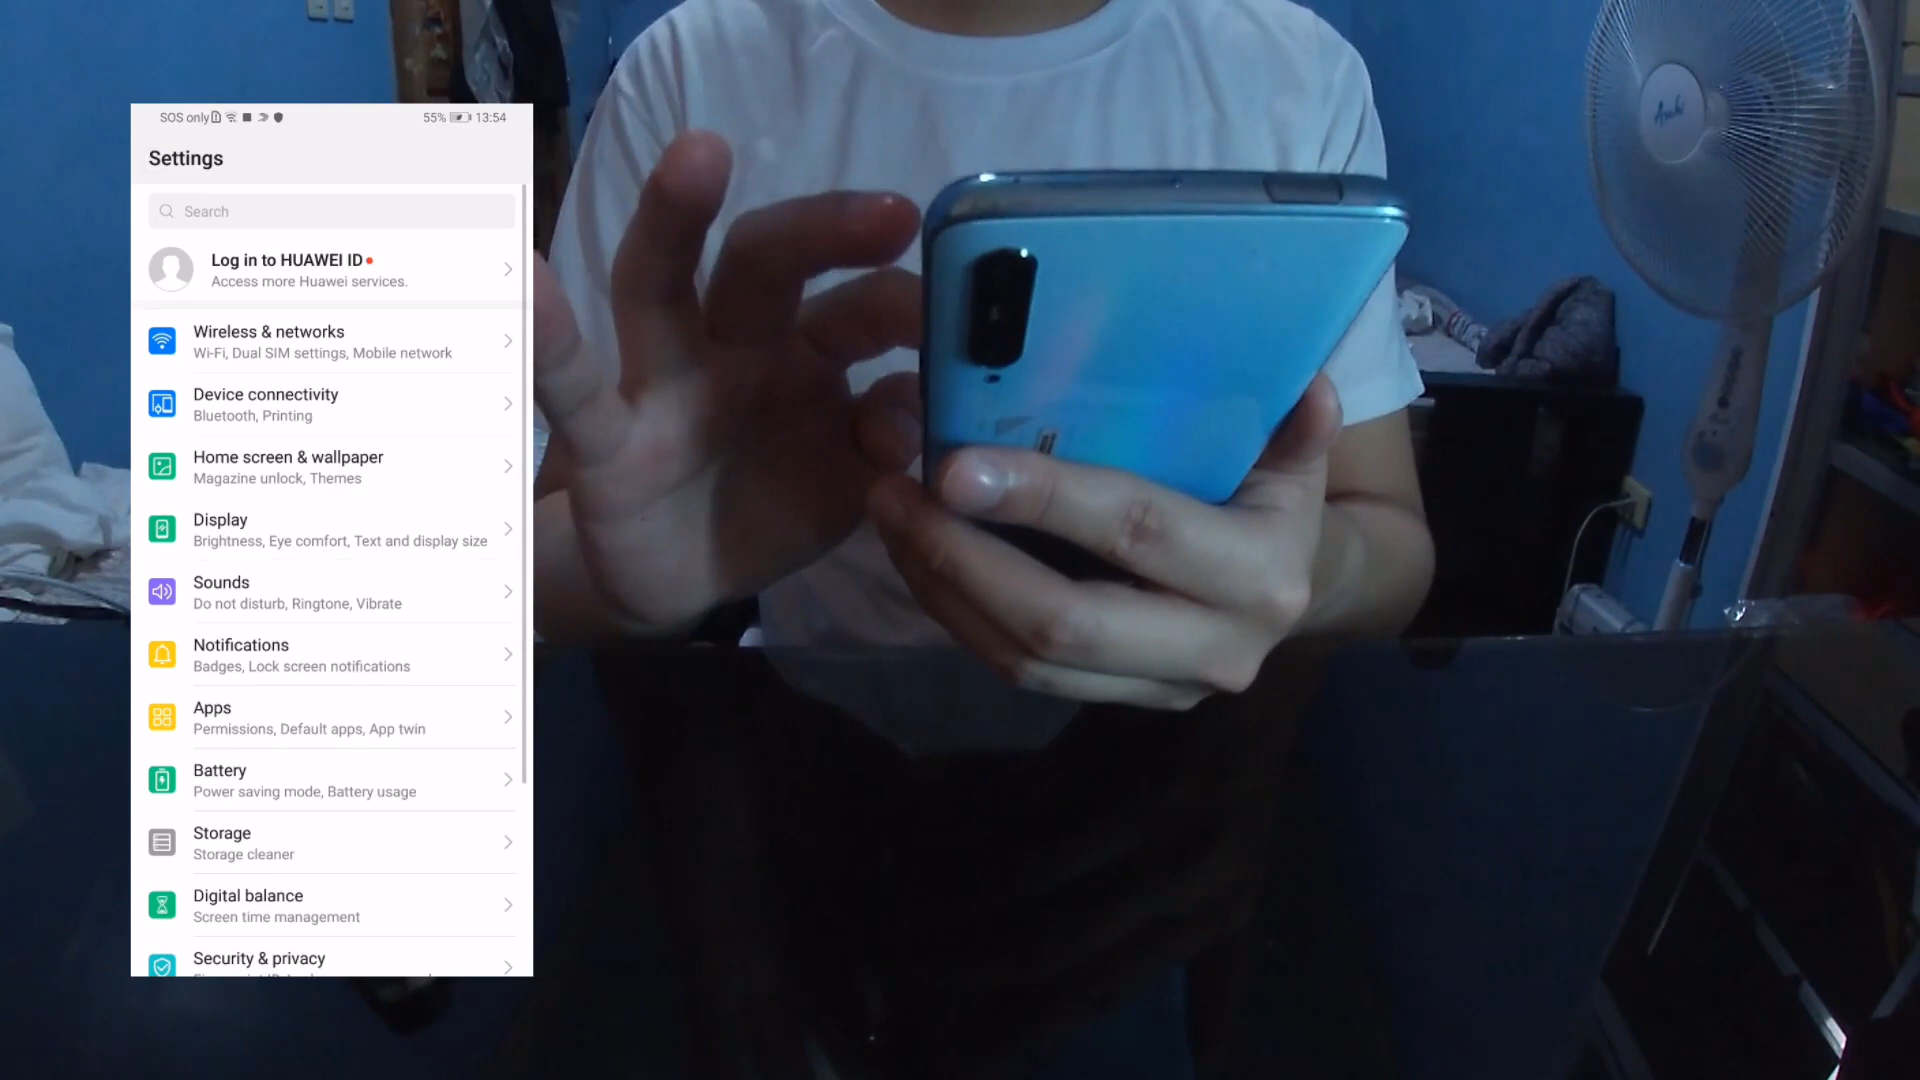 SOS only 55% 13:54
Settings
Search
Log in to HUAWEI ID
Access more Huawei services.
Wireless & networks
Wi-Fi, Dual SIM settings, Mobile network
Device connectivity
Bluetooth, Printing
Home screen & wallpaper
Magazine unlock, Themes
Display
Brightness, Eye comfort, Text and display size
Sounds
Do not disturb, Ringtone, Vibrate
Notifications
Badges, Lock screen notifications
Apps
Permissions, Default apps, App twin
Battery
Power saving mode, Battery usage
Storage
Storage cleaner
Digital balance
Screen time management
Security & privacy
Asahi